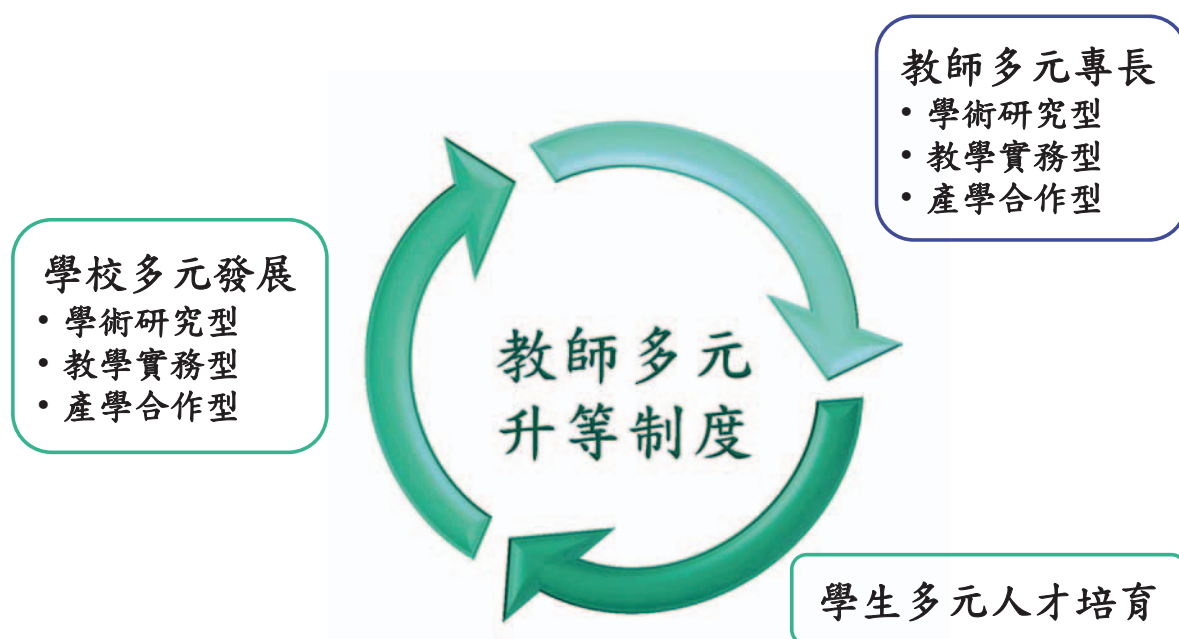 教師多元專長
• 學術研究型
• 教學實務型
• 產學合作型
學校多元發展
• 學術研究型
• 教學實務型
• 產學合作型
教師多元
升等制度
學生多元人才培育